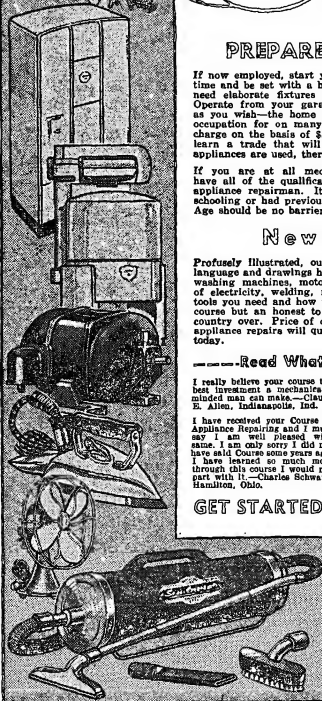 PREPARE
If now employed, start y
time and be set with a b
need elaborate fixtures
Operate from your gara
as you wish—the home
occupation for on many
charge on the basis of $
learn a trade that will
appliances are used, ther
If you are at all mec
have all of the qualifica
appliance repairman. It
schooling or had previou
Age should be no barrier
New
Profusely illustrated, ou
language and drawings h
washing machines, moto
of electricity, welding,
tools you need and how
course but an honest to
country over. Price of c
appliance repairs will qu
today.
Read What
I really believe your course t
best investment a mechanica
minded man can make.—Clau
E. Allen, Indianapolis, Ind.
I have received your Course
Appliance Repairing and I mu
say I am well pleased wi
same. I am only sorry I did n
have said Course some years ag
I have learned so much mo
through this course I would n
part with it.—Charles Schwa
Hamilton, Ohio.
GET STARTED